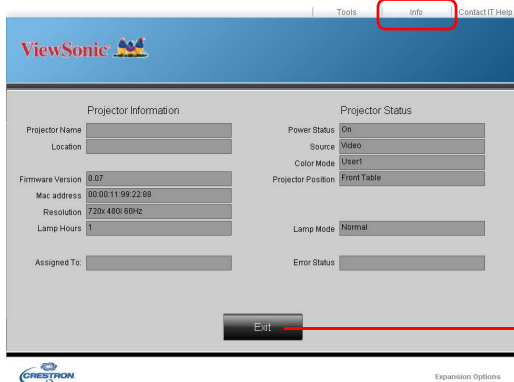 Tools
Info
Contact IT Help
ViewSonic
Projector Information
Projector Status
Projector Name
Power Status On
Location
Source Video
Color Mode User1
Firmware Version 0.07
Projector Position Front Table
Mac address 00:00:11:99:22:88
Resolution 720x 480i 60Hz
Lamp Hours 1
Lamp Mode Normal
Assigned To:
Error Status
Exit
CRESTRON
Expansion Options